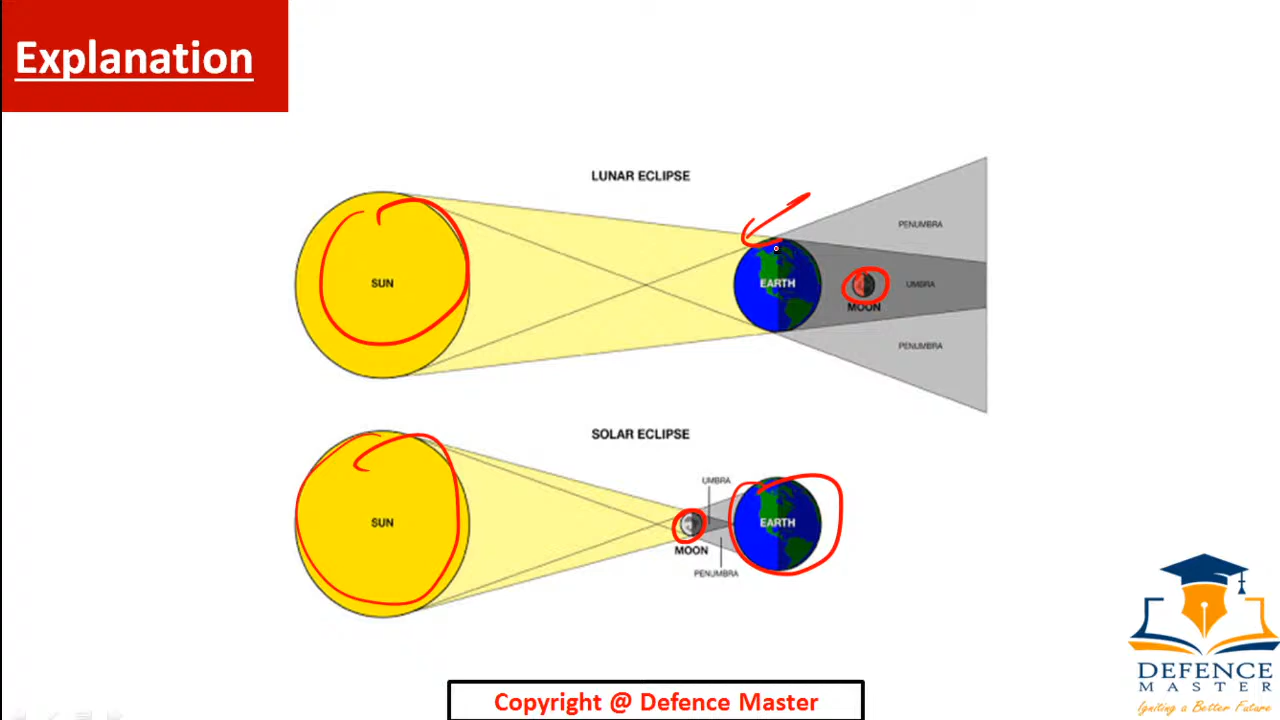 Explanation
LUNAR ECLIPSE
PENUMBRA
SUN
EARTH
UMBRA
MOON
PENUMBRA
SOLAR ECLIPSE
UMBRA
SUN
EARTH
MOON
PENUMBRA
DEFENCE
MASTER
Igniting a Better Future
Copyright @ Defence Master